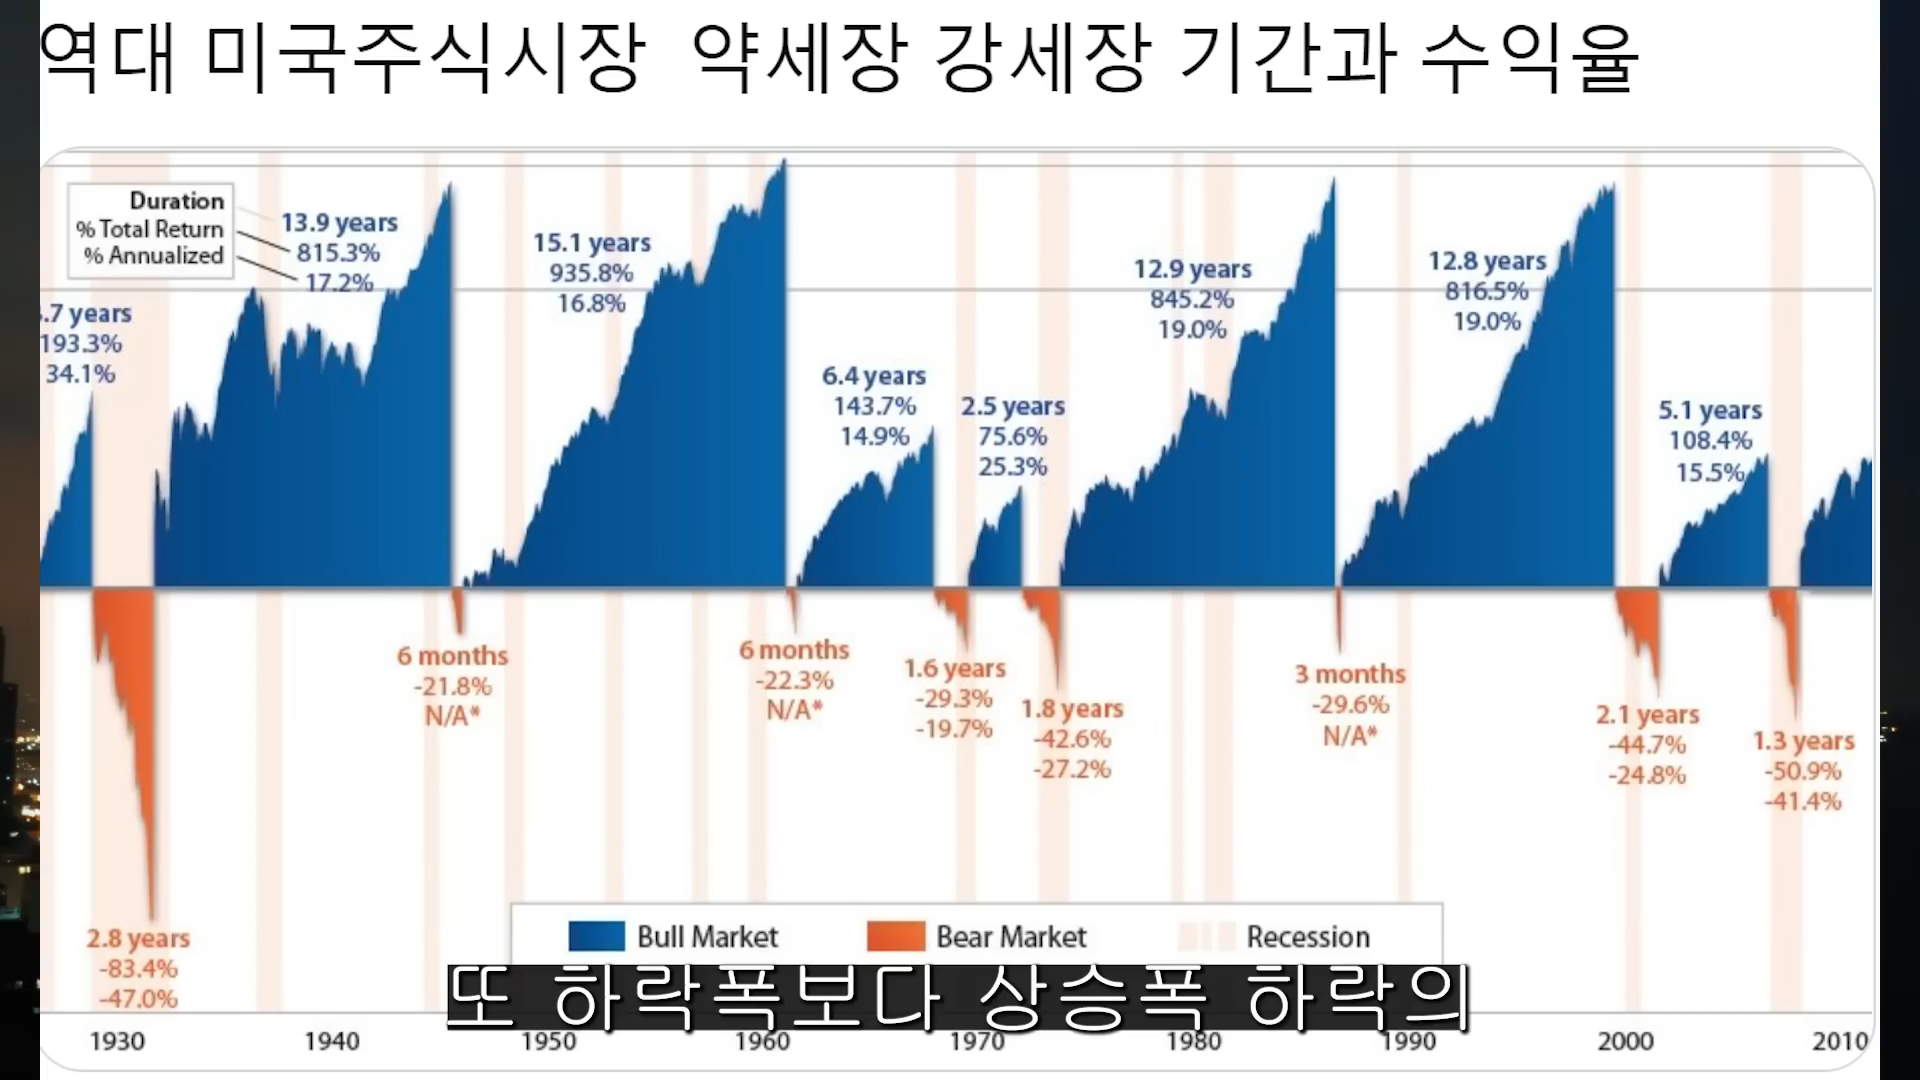 역대 미국주식시장 약세장 강세장 기간과 수익율
Duration
% Total Return
% Annualized
.7 years
193.3%
34.1%
13.9 years
815.3%
17.2%
15.1 years
935.8%
16.8%
6.4 years
143.7%
14.9%
2.5 years
75.6%
25.3%
12.9 years
845.2%
19.0%
12.8 years
816.5%
19.0%
5.1 years
108.4%
15.5%
2.8 years
-83.4%
-47.0%
6 months
-21.8%
N/A*
6 months
-22.3%
N/A*
1.6 years
-29.3%
-19.7%
1.8 years
-42.6%
-27.2%
3 months
-29.6%
N/A*
2.1 years
-44.7%
-24.8%
1.3 years
-50.9%
-41.4%
Bull Market
Bear Market
Recession
또 하락폭보다 상승폭 하락의
1930
1940
1950
1960
1970
1980
1990
2000
2010